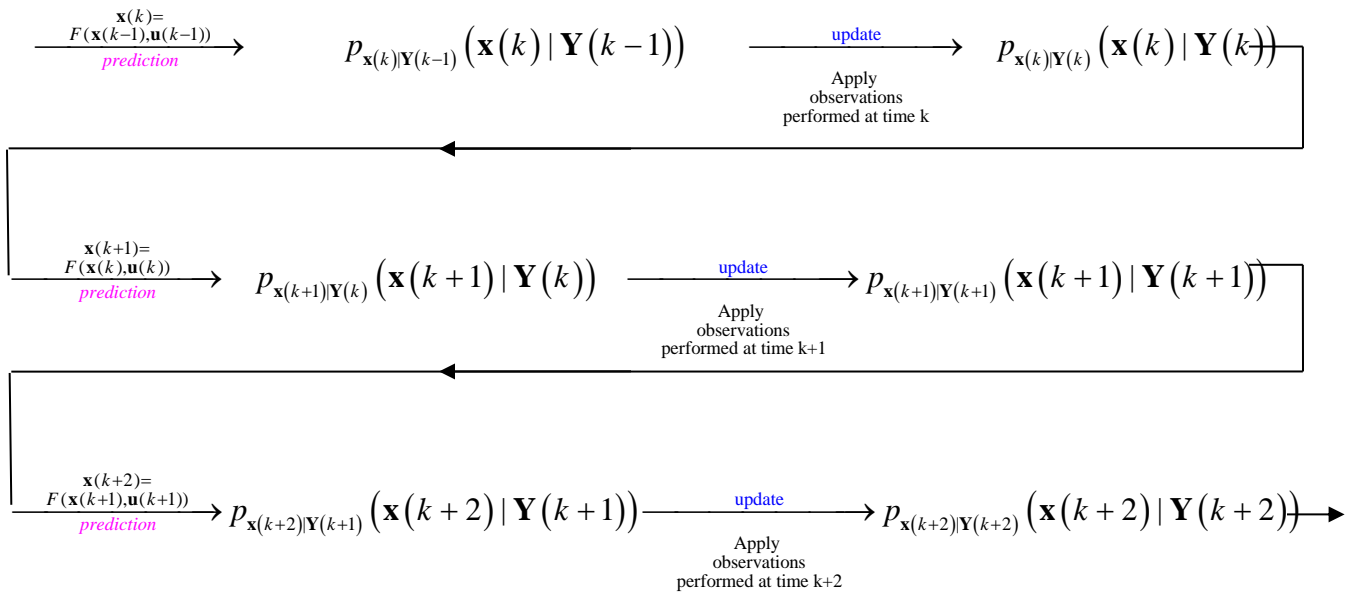 x(k)=
F(x(k−1),u(k−1))
prediction
p_{x(k)|Y(k−1)} (x(k) | Y(k−1))
update
p_{x(k)|Y(k)} (x(k) | Y(k))
Apply
observations
performed at time k
x(k+1)=
F(x(k),u(k))
prediction
p_{x(k+1)|Y(k)} (x(k+1) | Y(k))
update
p_{x(k+1)|Y(k+1)} (x(k+1) | Y(k+1))
Apply
observations
performed at time k+1
x(k+2)=
F(x(k+1),u(k+1))
prediction
p_{x(k+2)|Y(k+1)} (x(k+2) | Y(k+1))
update
p_{x(k+2)|Y(k+2)} (x(k+2) | Y(k+2))
Apply
observations
performed at time k+2